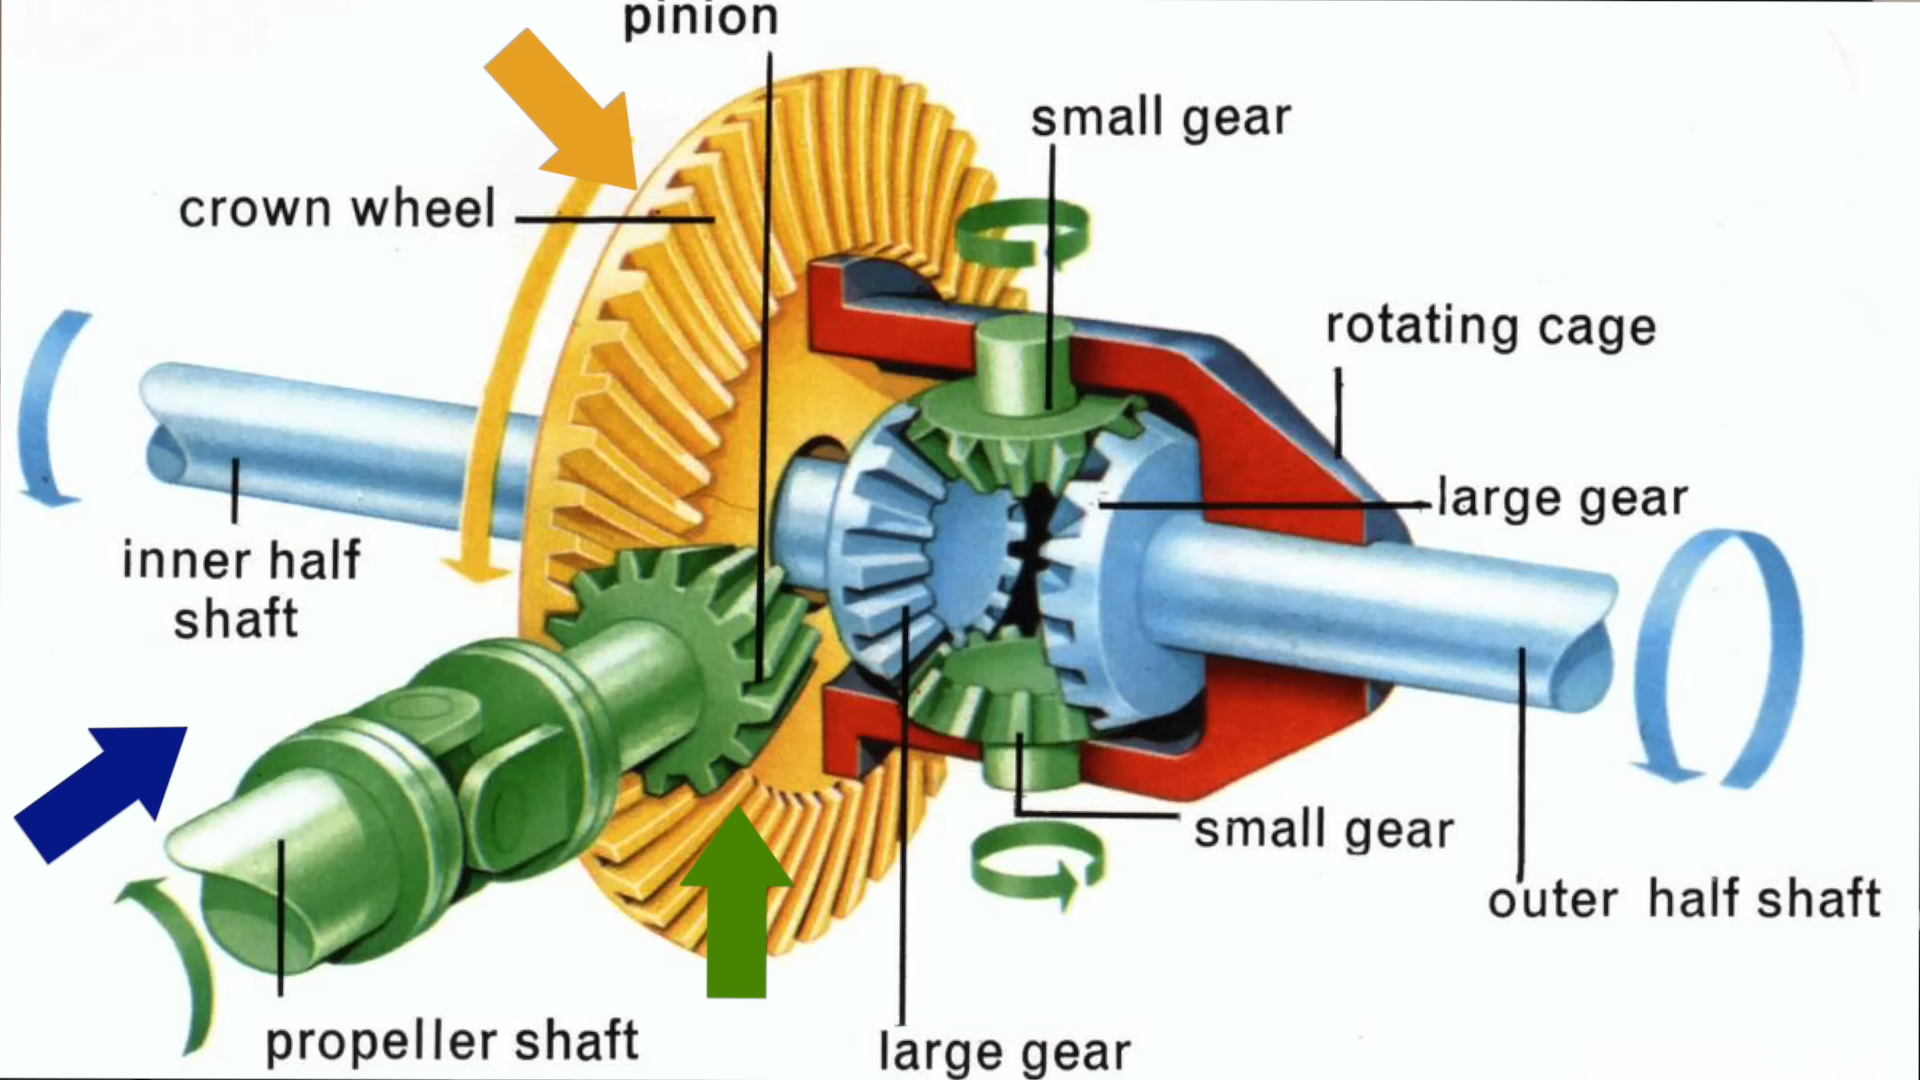 pinion
small gear
crown wheel
rotating cage
large gear
inner half
shaft
small gear
outer half shaft
propeller shaft
large gear